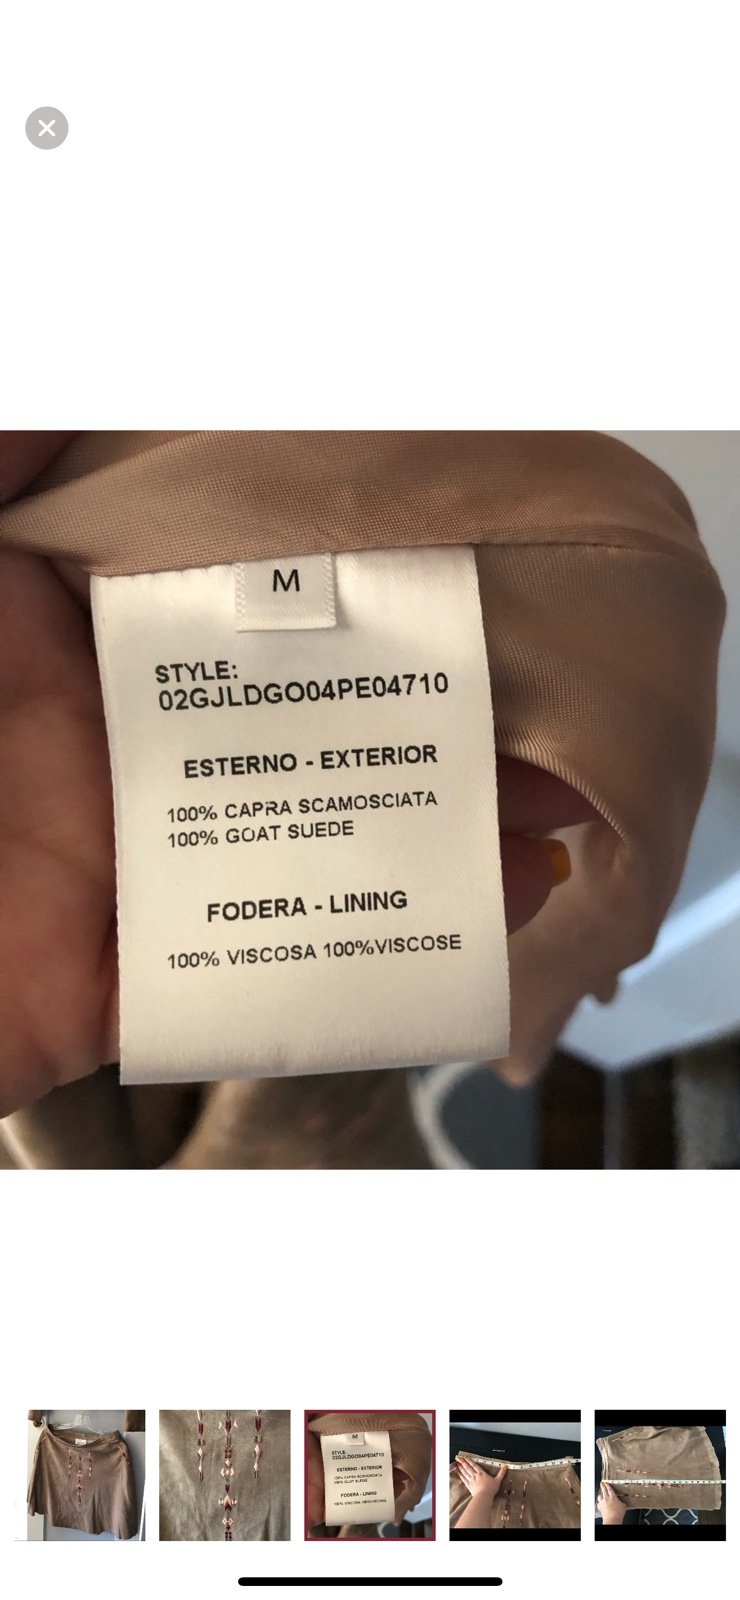 M
STYLE:
02GJLDGO04PE04710
ESTERNO - EXTERIOR
100% CAPRA SCAMOSCIATA
100% GOAT SUEDE
FODERA - LINING
100% VISCOSA 100%VISCOSE